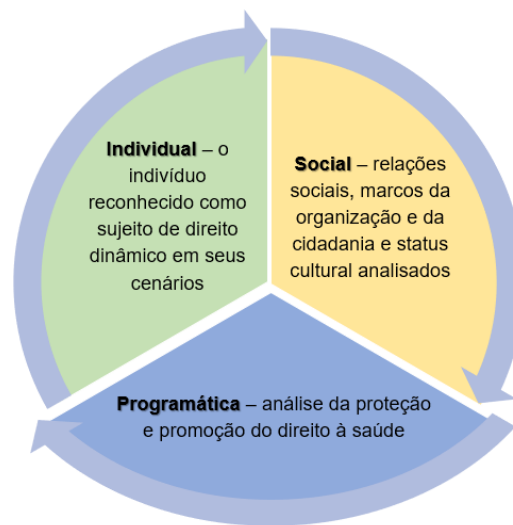 Individual – o
indivíduo
reconhecido como
sujeito de direito
dinâmico em seus
cenários
Social – relações
sociais, marcos da
organização e da
cidadania e status
cultural analisados
Programática – análise da proteção
e promoção do direito à saúde